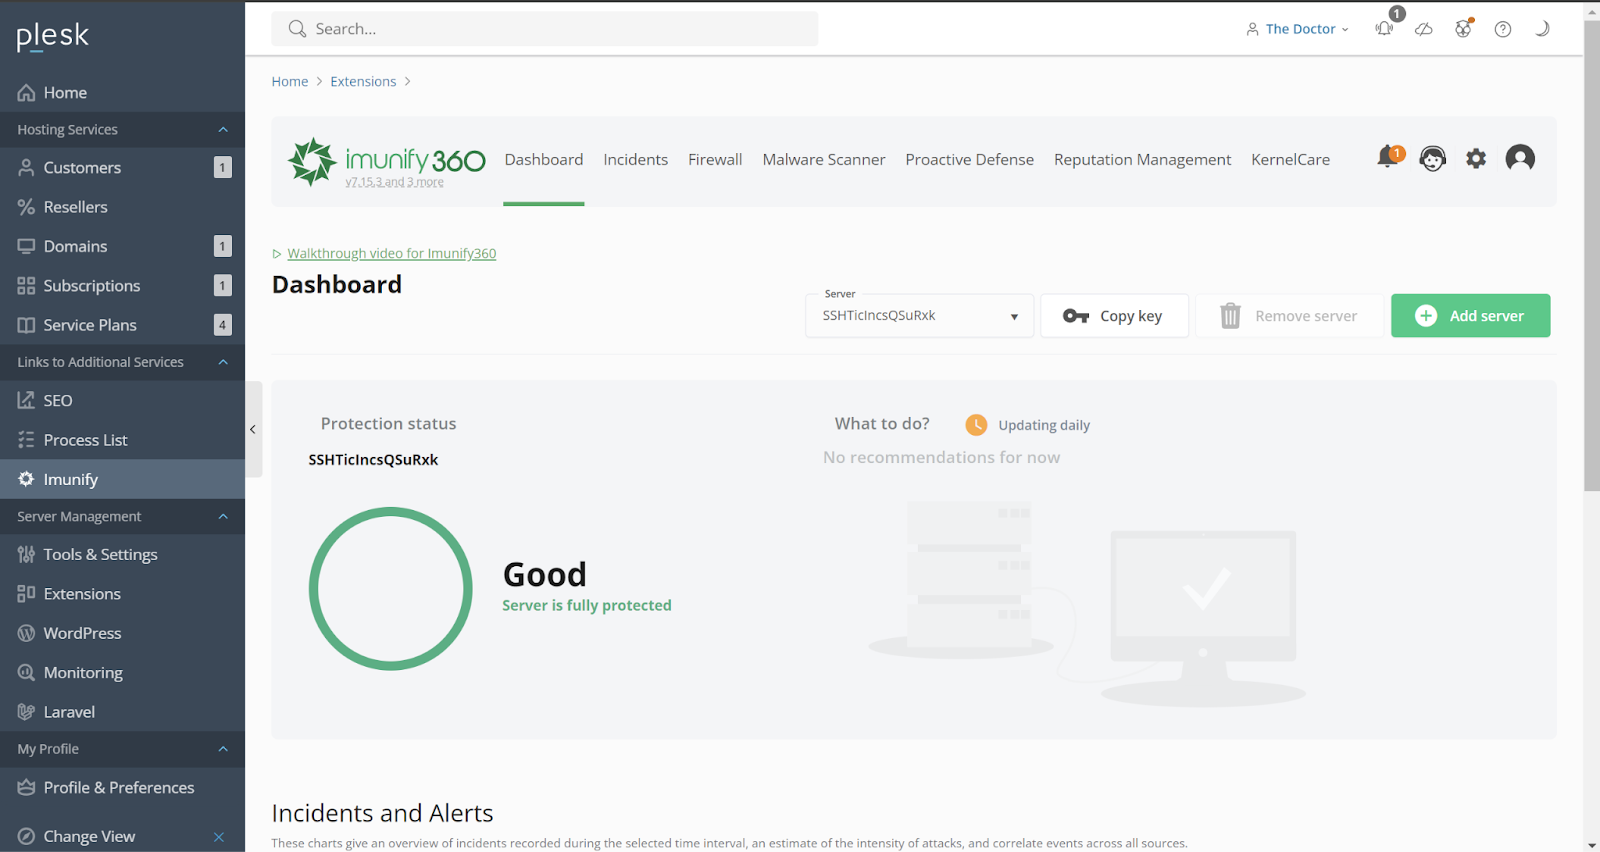 plesk
Search...
1
The Doctor
Home
Hosting Services
Customers 1
Resellers
Domains 1
Subscriptions 1
Service Plans 4
Links to Additional Services
SEO
Process List
Imunify
Server Management
Tools & Settings
Extensions
WordPress
Monitoring
Laravel
My Profile
Profile & Preferences
Change View
Home > Extensions >
imunify360
v7.15.3 and 3 more
Dashboard Incidents Firewall Malware Scanner Proactive Defense Reputation Management KernelCare
1
Walkthrough video for Imunify360
Dashboard
Server
SSHTicIncsQSuRxk
Copy key
Remove server
Add server
Protection status
SSHTicIncsQSuRxk
Good
Server is fully protected
What to do?
Updating daily
No recommendations for now
Incidents and Alerts
These charts give an overview of incidents recorded during the selected time interval, an estimate of the intensity of attacks, and correlate events across all sources.